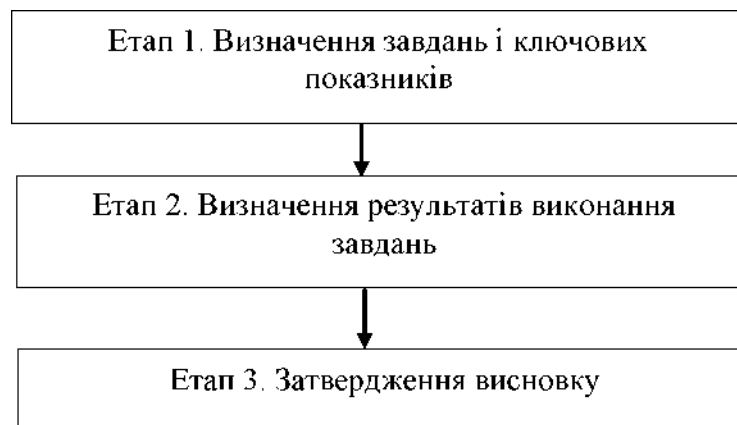 Етап 1. Визначення завдань і ключових
показників
Етап 2. Визначення результатів виконання
завдань
Етап 3. Затвердження висновку